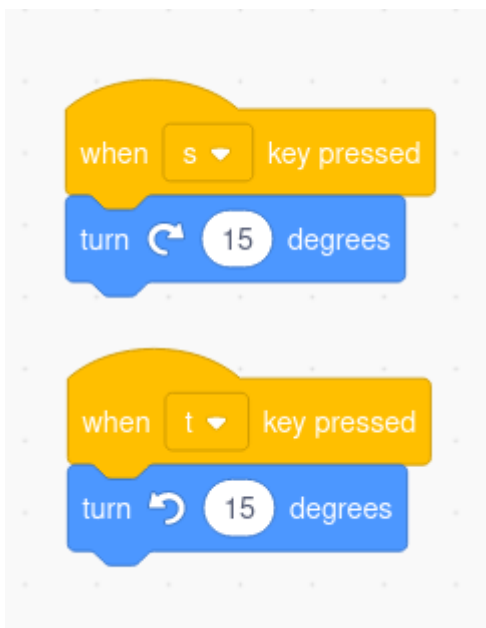 when s key pressed
turn 15 degrees
when t key pressed
turn 15 degrees